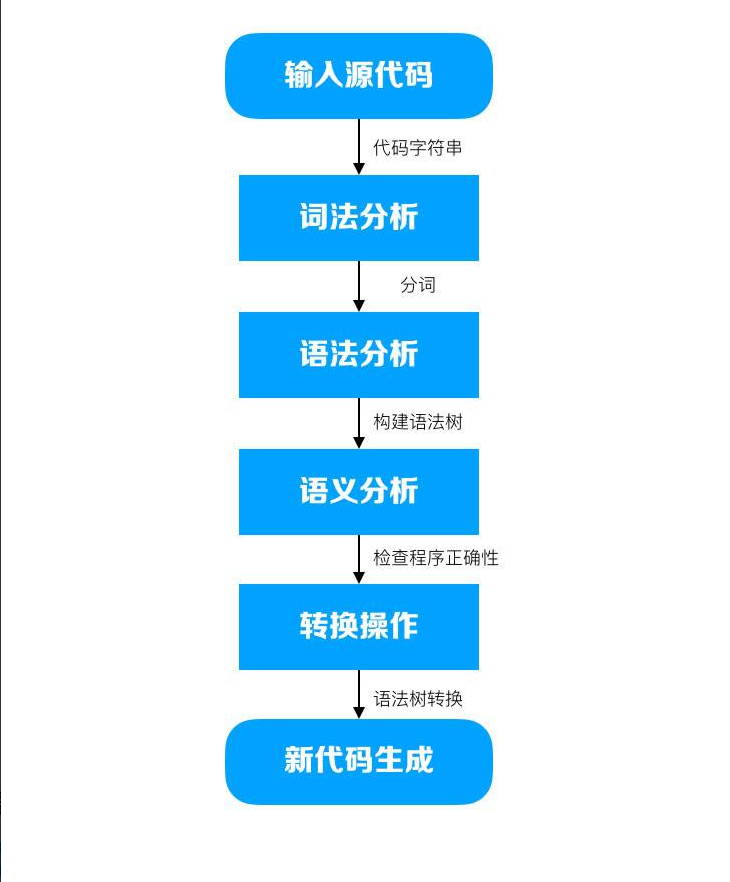 输入源代码
代码字符串
词法分析
分词
语法分析
构建语法树
语义分析
检查程序正确性
转换操作
语法树转换
新代码生成